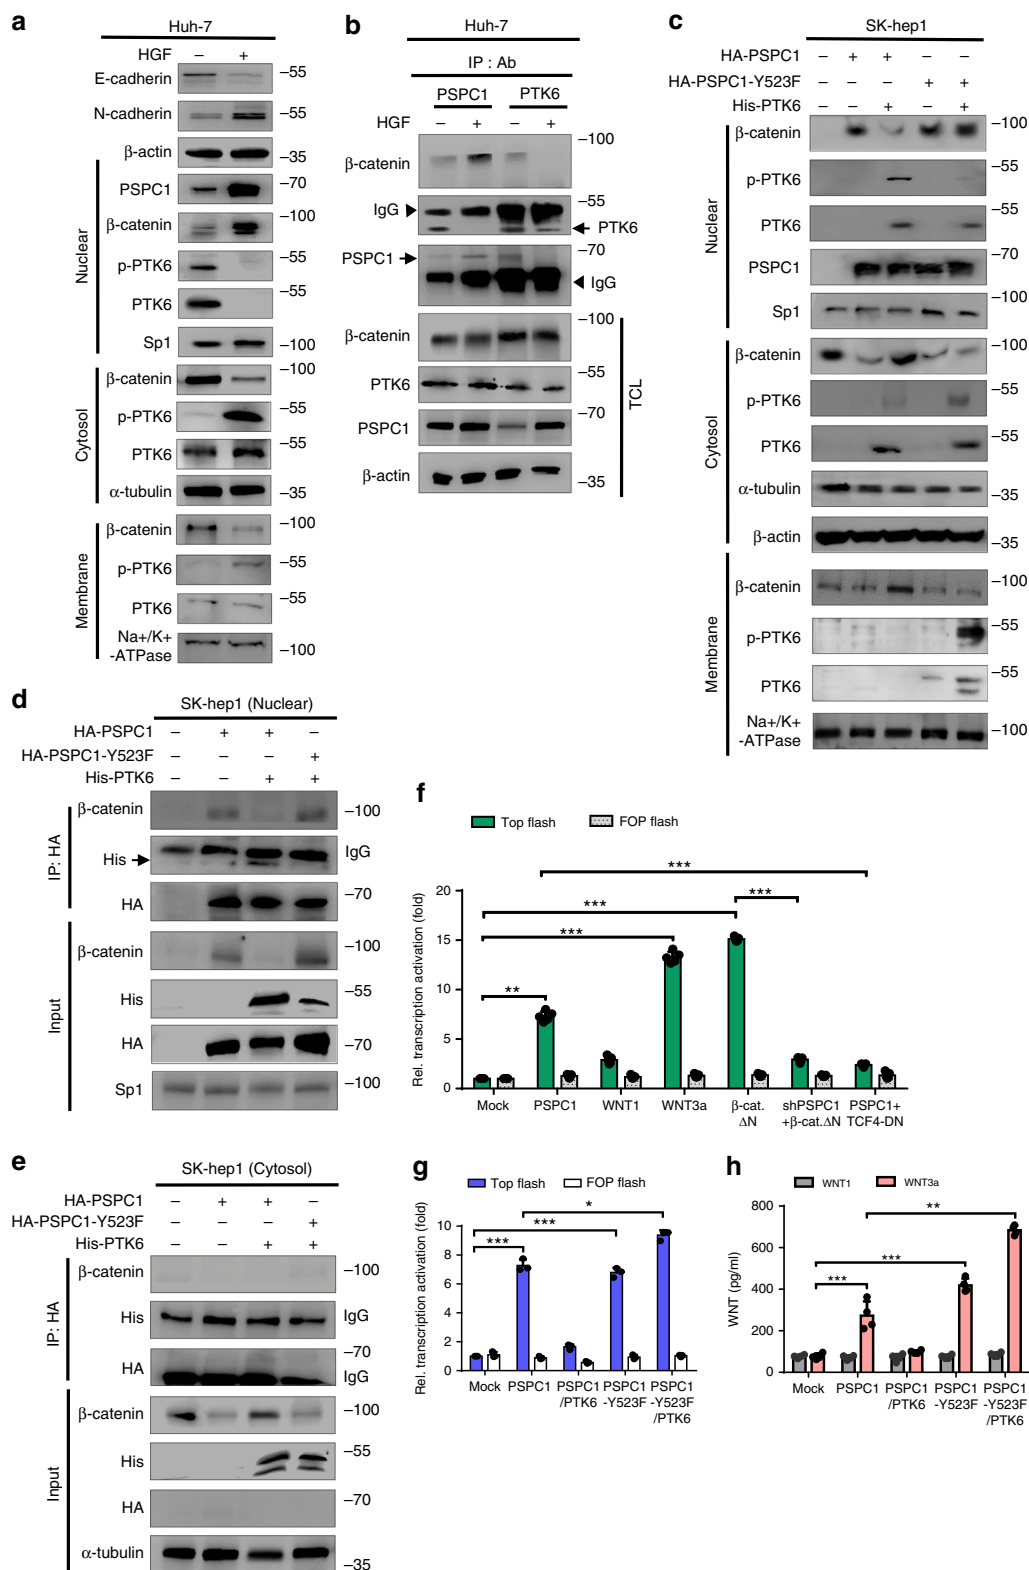 a
Huh-7
HGF – +
E-cadherin –55
N-cadherin –55
β-actin –35
Nuclear
PSPC1 –70
β-catenin –100
p-PTK6 –55
PTK6 –55
Sp1 –100
Cytosol
β-catenin –100
p-PTK6 –55
PTK6 –55
α-tubulin –35
Membrane
β-catenin –100
p-PTK6 –55
PTK6 –55
Na+/K+
-ATPase –100
b
Huh-7
IP : Ab
PSPC1 PTK6
HGF – + – +
β-catenin –100
IgG –55
PTK6
PSPC1 –70
IgG
β-catenin –100
PTK6 –55
PSPC1 –70
β-actin –35
TCL
c
SK-hep1
HA-PSPC1 – + + – –
HA-PSPC1-Y523F – – – + +
His-PTK6 – – + – +
Nuclear
β-catenin –100
p-PTK6 –55
PTK6 –55
PSPC1 –70
Sp1 –100
Cytosol
β-catenin –100
p-PTK6 –55
PTK6 –55
α-tubulin –35
β-actin –35
Membrane
β-catenin –100
p-PTK6 –55
PTK6 –55
Na+/K+
-ATPase –100
d
SK-hep1 (Nuclear)
HA-PSPC1 – + + –
HA-PSPC1-Y523F – – – +
His-PTK6 – – + +
IP: HA
β-catenin –100
His IgG
HA –70
Input
β-catenin –100
His –55
HA –70
Sp1 –100
e
SK-hep1 (Cytosol)
HA-PSPC1 – + + –
HA-PSPC1-Y523F – – – +
His-PTK6 – – + +
IP: HA
β-catenin –100
His IgG
HA –70
IgG
Input
β-catenin –100
His –55
HA –70
α-tubulin –35
f
Top flash FOP flash
Rel. transcription activation (fold)
20
15
10
5
0
**
***
***
***
***
Mock PSPC1 WNT1 WNT3a β-cat. shPSPC1 PSPC1+
ΔN +β-cat.ΔN TCF4-DN
g
Top flash FOP flash
Rel. transcription activation (fold)
10
8
6
4
2
0
***
***
*
Mock PSPC1 PSPC1 PSPC1 PSPC1
/PTK6 -Y523F -Y523F
/PTK6
h
WNT1 WNT3a
WNT (pg/ml)
800
600
400
200
0
***
***
**
Mock PSPC1 PSPC1 PSPC1 PSPC1
/PTK6 -Y523F -Y523F
/PTK6